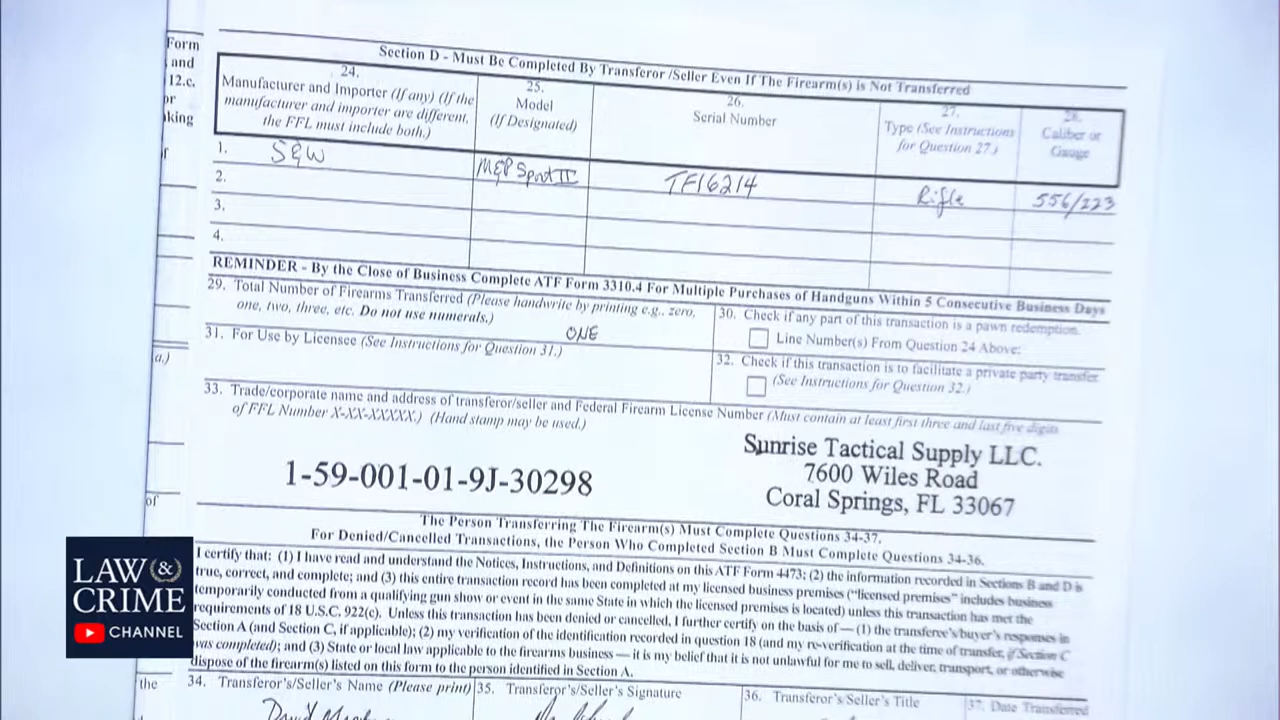 Form
and
12.c.
or
king
Section D - Must Be Completed By Transferor /Seller Even If The Firearm(s) is Not Transferred
24.
Manufacturer and Importer (If any) (If the
manufacturer and importer are different,
the FFL must include both.)
25.
Model
(If Designated)
26.
Serial Number
27.
Type (See Instructions
for Question 27.)
28.
Caliber or
Gauge
1. S&W M&P Sport II TF16214 Rifle 556/223
2.
3.
4.
REMINDER - By the Close of Business Complete ATF Form 3310.4 For Multiple Purchases of Handguns Within 5 Consecutive Business Days
29. Total Number of Firearms Transferred (Please handwrite by printing e.g., zero,
one, two, three, etc. Do not use numerals.) ONE
30. Check if any part of this transaction is a pawn redemption.
Line Number(s) From Question 24 Above:
31. For Use by Licensee (See Instructions for Question 31.)
32. Check if this transaction is to facilitate a private party transfer.
(See Instructions for Question 32.)
a.)
33. Trade/corporate name and address of transferor/seller and Federal Firearm License Number (Must contain at least first three and last five digits
of FFL Number X-XX-XXXXX.) (Hand stamp may be used.)
1-59-001-01-9J-30298
Sunrise Tactical Supply LLC.
7600 Wiles Road
Coral Springs, FL 33067
of
The Person Transferring The Firearm(s) Must Complete Questions 34-37.
For Denied/Cancelled Transactions, the Person Who Completed Section B Must Complete Questions 34-36.
I certify that: (1) I have read and understand the Notices, Instructions, and Definitions on this ATF Form 4473; (2) the information recorded in Sections B and D is
true, correct, and complete; and (3) this entire transaction record has been completed at my licensed business premises ("licensed premises" includes business
temporarily conducted from a qualifying gun show or event in the same State in which the licensed premises is located) unless this transaction has met the
requirements of 18 U.S.C. 922(c). Unless this transaction has been denied or cancelled, I further certify on the basis of — (1) the transferee's/buyer's responses in
Section A (and Section C, if applicable); (2) my verification of the identification recorded in question 18 (and my re-verification at the time of transfer, if Section C
was completed); and (3) State or local law applicable to the firearms business — it is my belief that it is not unlawful for me to sell, deliver, transport, or otherwise
dispose of the firearm(s) listed on this form to the person identified in Section A.
the
34. Transferor's/Seller's Name (Please print)
35. Transferor's/Seller's Signature
36. Transferor's/Seller's Title
37. Date Transferred
David
LAW &
CRIME
CHANNEL